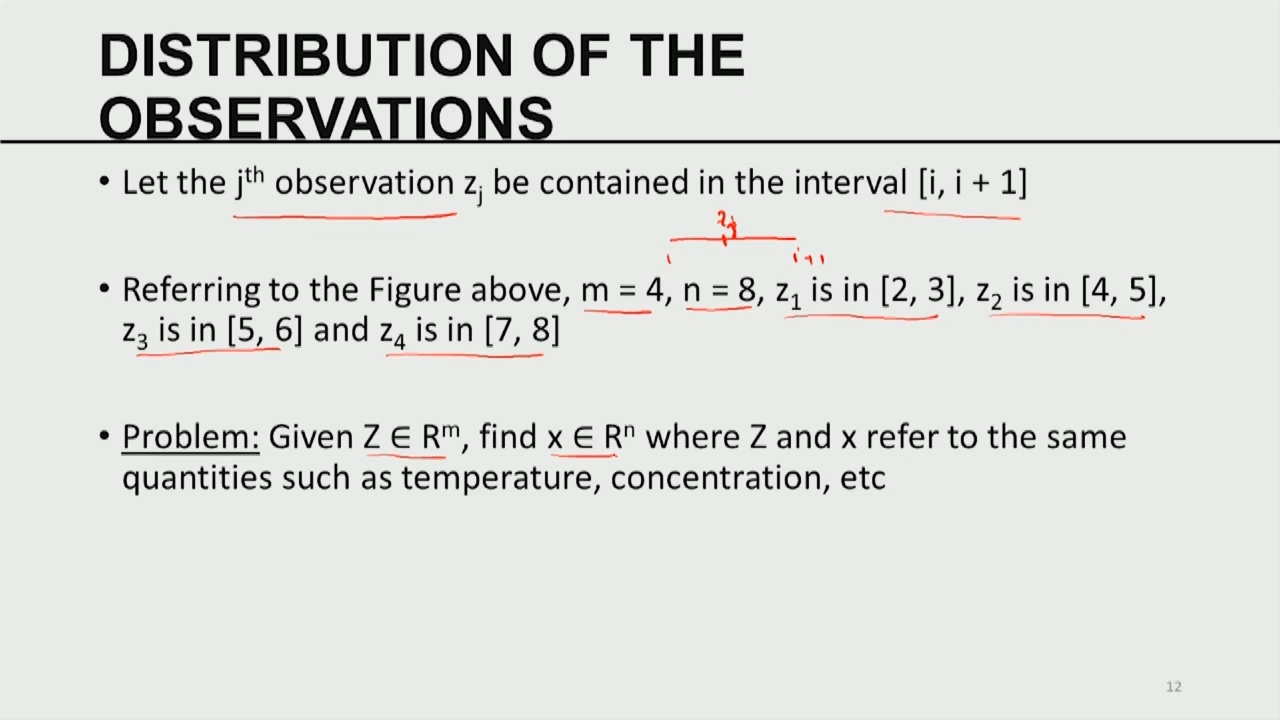 DISTRIBUTION OF THE
OBSERVATIONS
• Let the jth observation zj be contained in the interval [i, i + 1]
zj
i i+1
• Referring to the Figure above, m = 4, n = 8, z1 is in [2, 3], z2 is in [4, 5],
z3 is in [5, 6] and z4 is in [7, 8]
• Problem: Given Z ∈ Rm, find x ∈ Rn where Z and x refer to the same
quantities such as temperature, concentration, etc
12